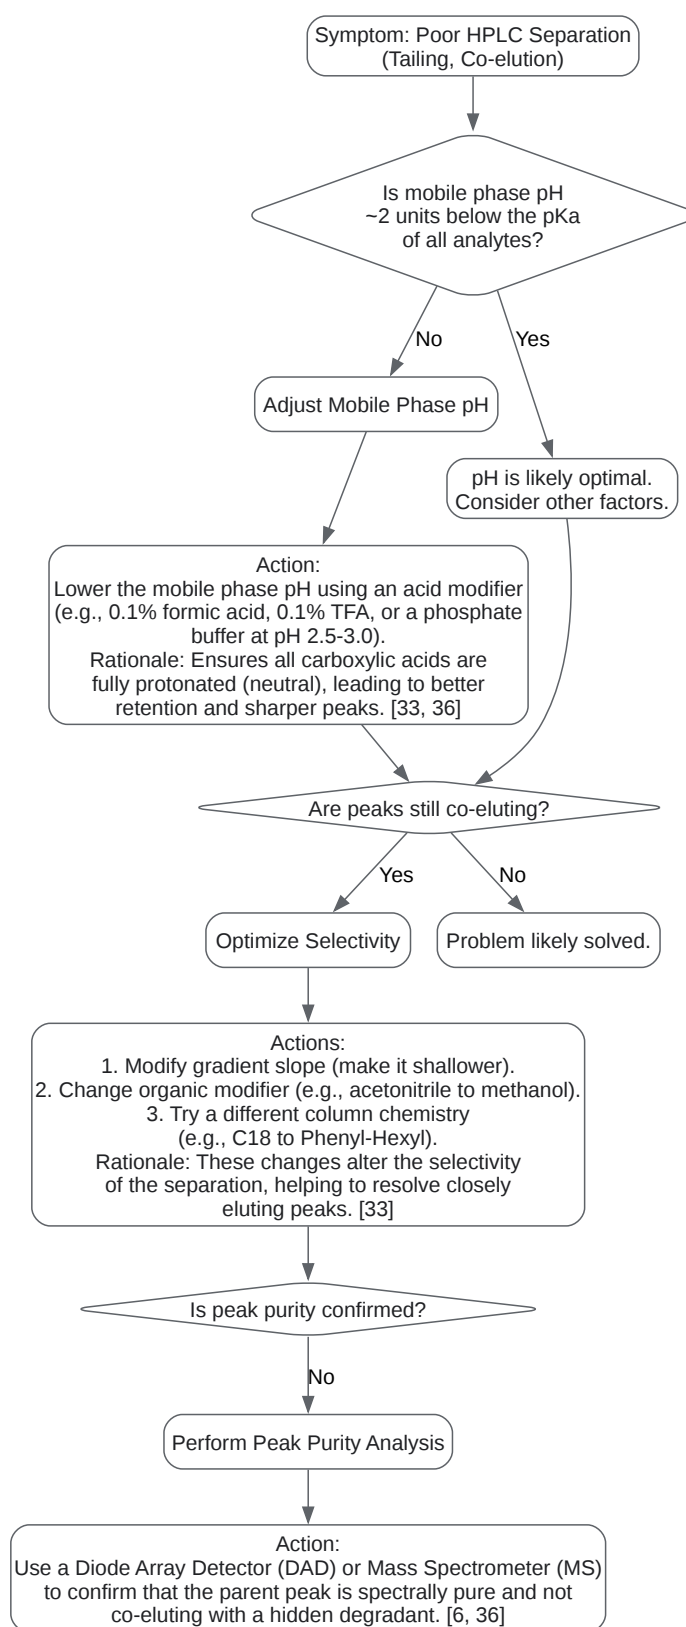 Symptom: Poor HPLC Separation
(Tailing, Co-elution)
Is mobile phase pH
~2 units below the pKa
of all analytes?
No
Yes
Adjust Mobile Phase pH
pH is likely optimal.
Consider other factors.
Action:
Lower the mobile phase pH using an acid modifier
(e.g., 0.1% formic acid, 0.1% TFA, or a phosphate
buffer at pH 2.5-3.0).
Rationale: Ensures all carboxylic acids are
fully protonated (neutral), leading to better
retention and sharper peaks. [33, 36]
Are peaks still co-eluting?
Yes
No
Optimize Selectivity
Problem likely solved.
Actions:
1. Modify gradient slope (make it shallower).
2. Change organic modifier (e.g., acetonitrile to methanol).
3. Try a different column chemistry
(e.g., C18 to Phenyl-Hexyl).
Rationale: These changes alter the selectivity
of the separation, helping to resolve closely
eluting peaks. [33]
Is peak purity confirmed?
No
Perform Peak Purity Analysis
Action:
Use a Diode Array Detector (DAD) or Mass Spectrometer (MS)
to confirm that the parent peak is spectrally pure and not
co-eluting with a hidden degradant. [6, 36]